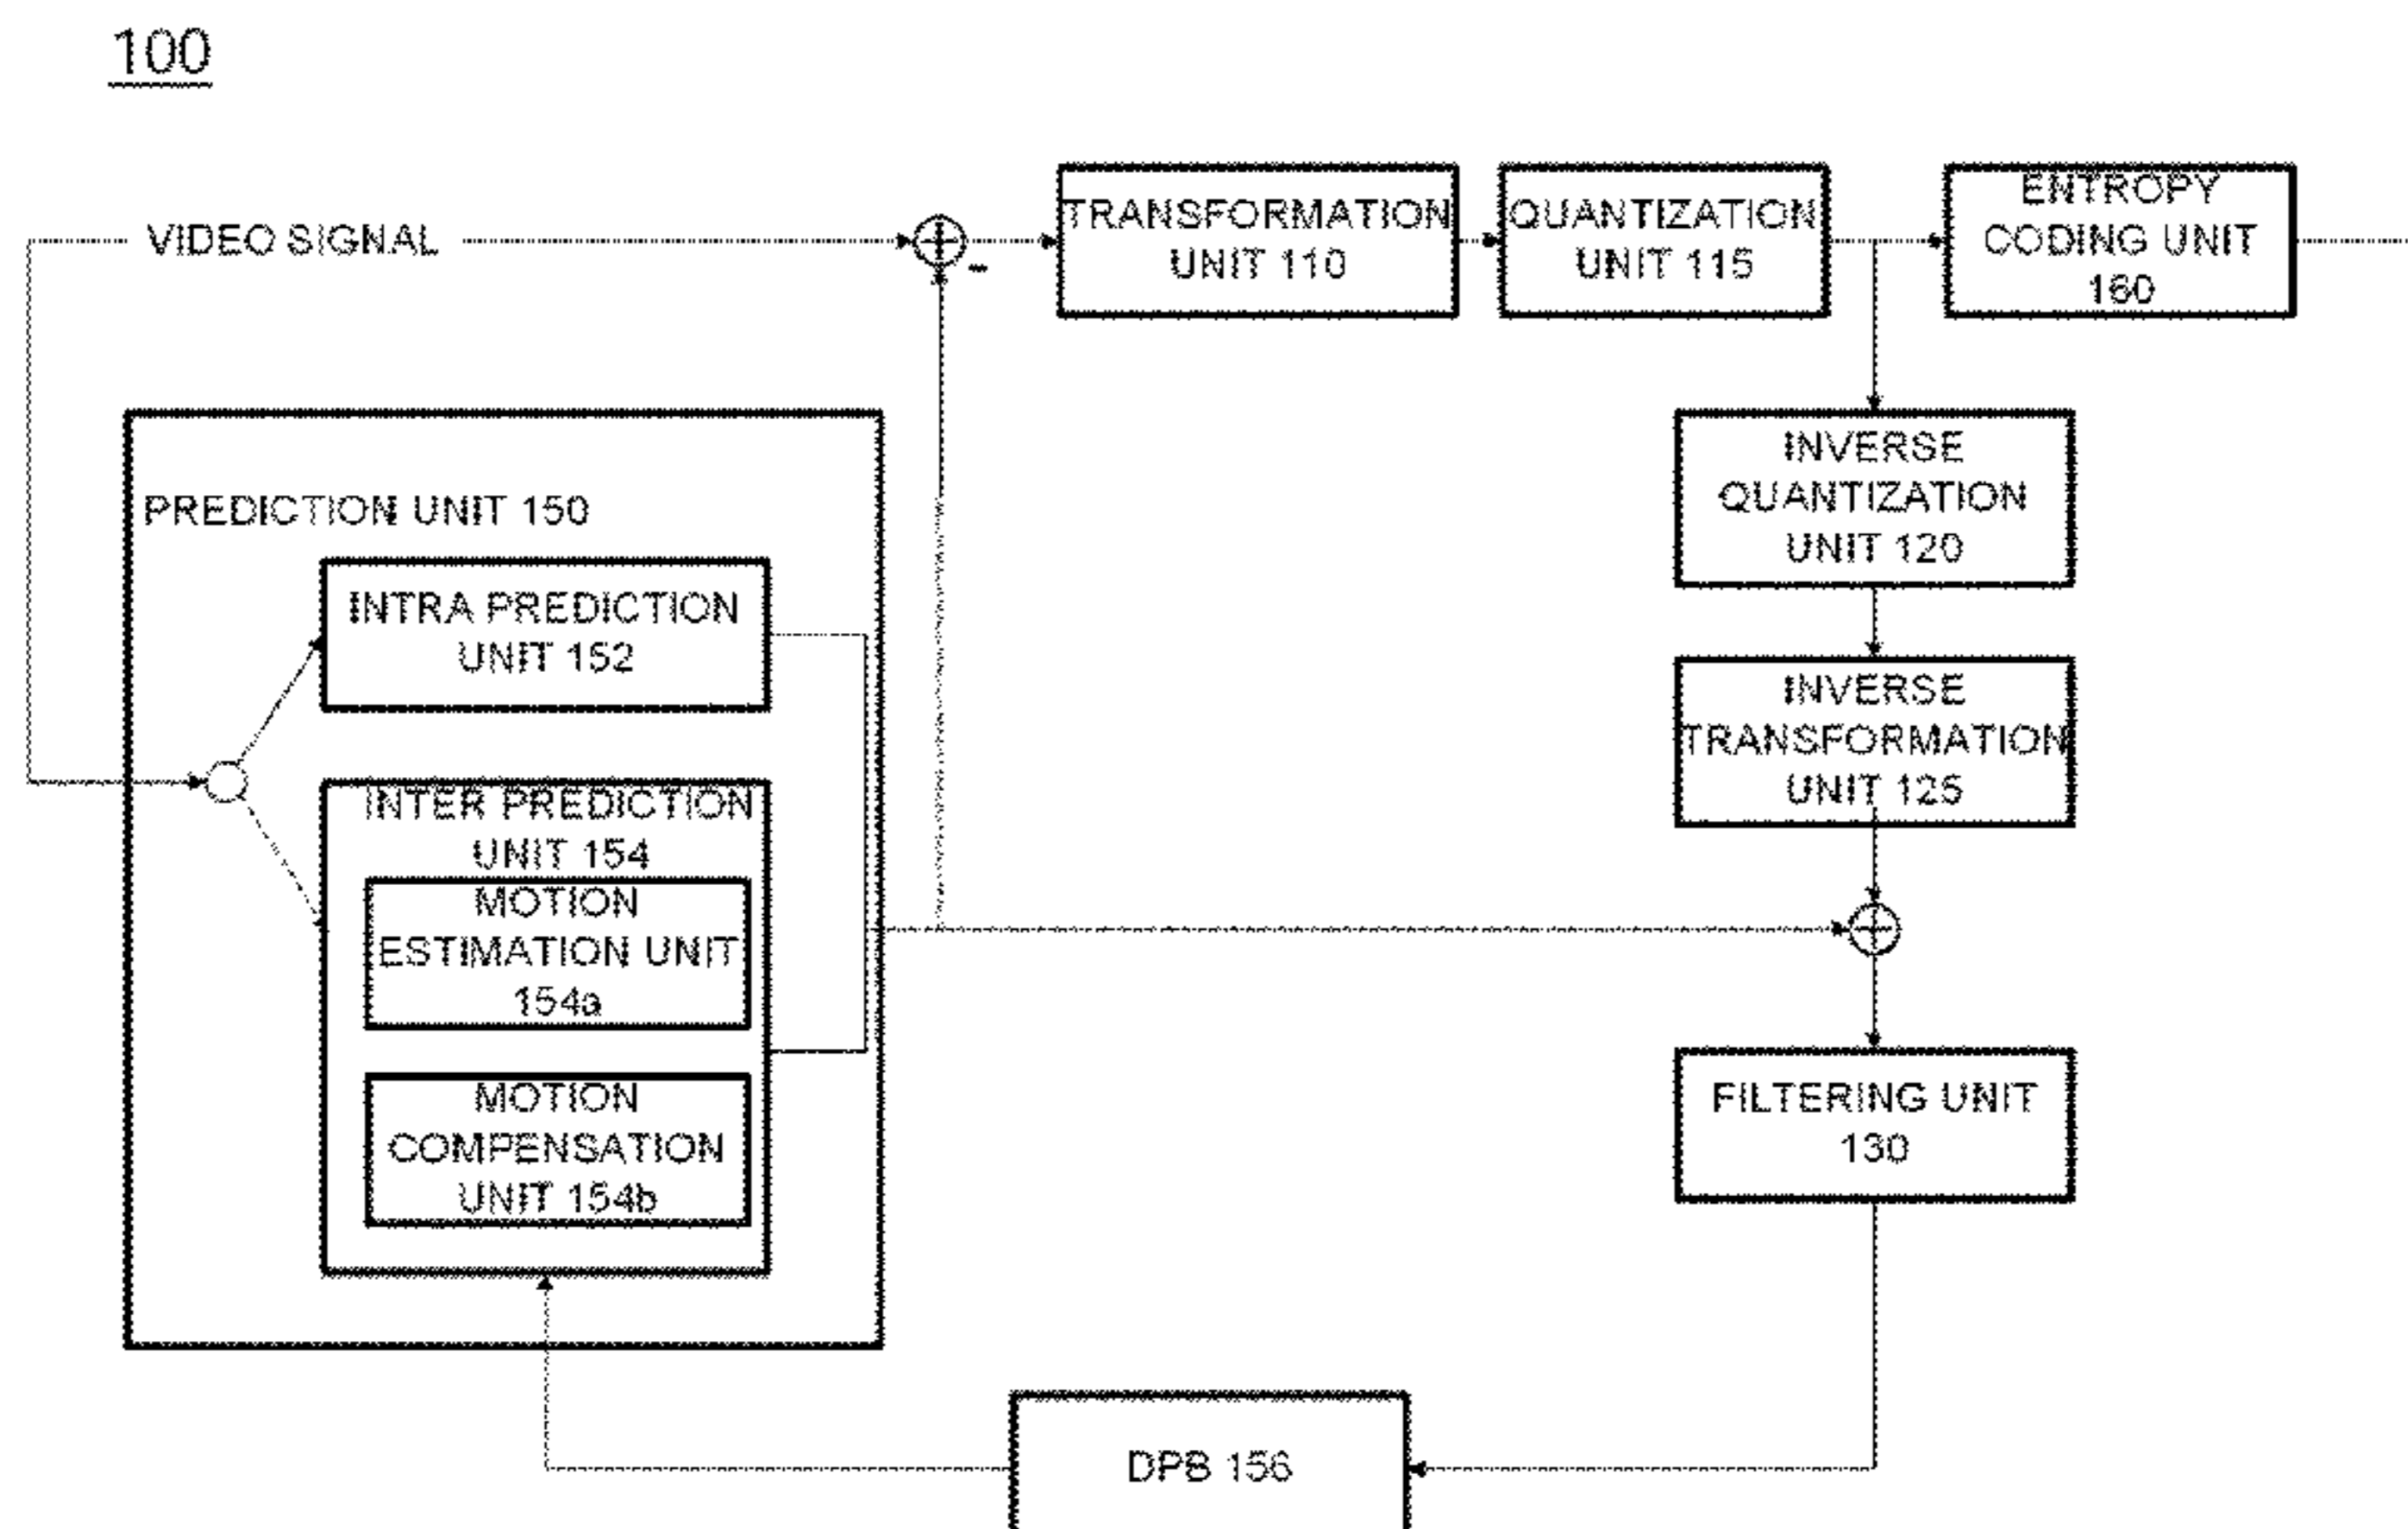 100
VIDEO SIGNAL
TRANSFORMATION
UNIT 110
QUANTIZATION
UNIT 115
ENTROPY
CODING UNIT
160
PREDICTION UNIT 150
INTRA PREDICTION
UNIT 152
INTER PREDICTION
UNIT 154
MOTION
ESTIMATION UNIT
154a
MOTION
COMPENSATION
UNIT 154b
INVERSE
QUANTIZATION
UNIT 120
INVERSE
TRANSFORMATION
UNIT 125
FILTERING UNIT
130
DPB 156